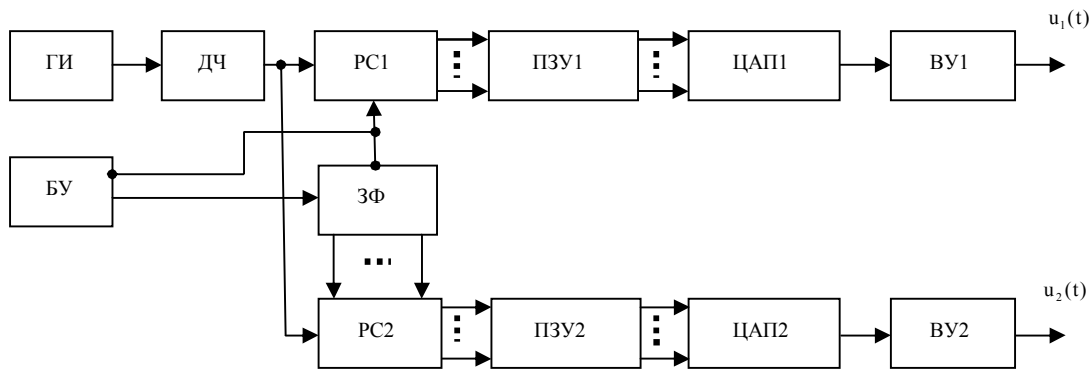 u₁(t)
ГИ
ДЧ
РС1
ПЗУ1
ЦАП1
ВУ1
БУ
ЗФ
u₂(t)
РС2
ПЗУ2
ЦАП2
ВУ2